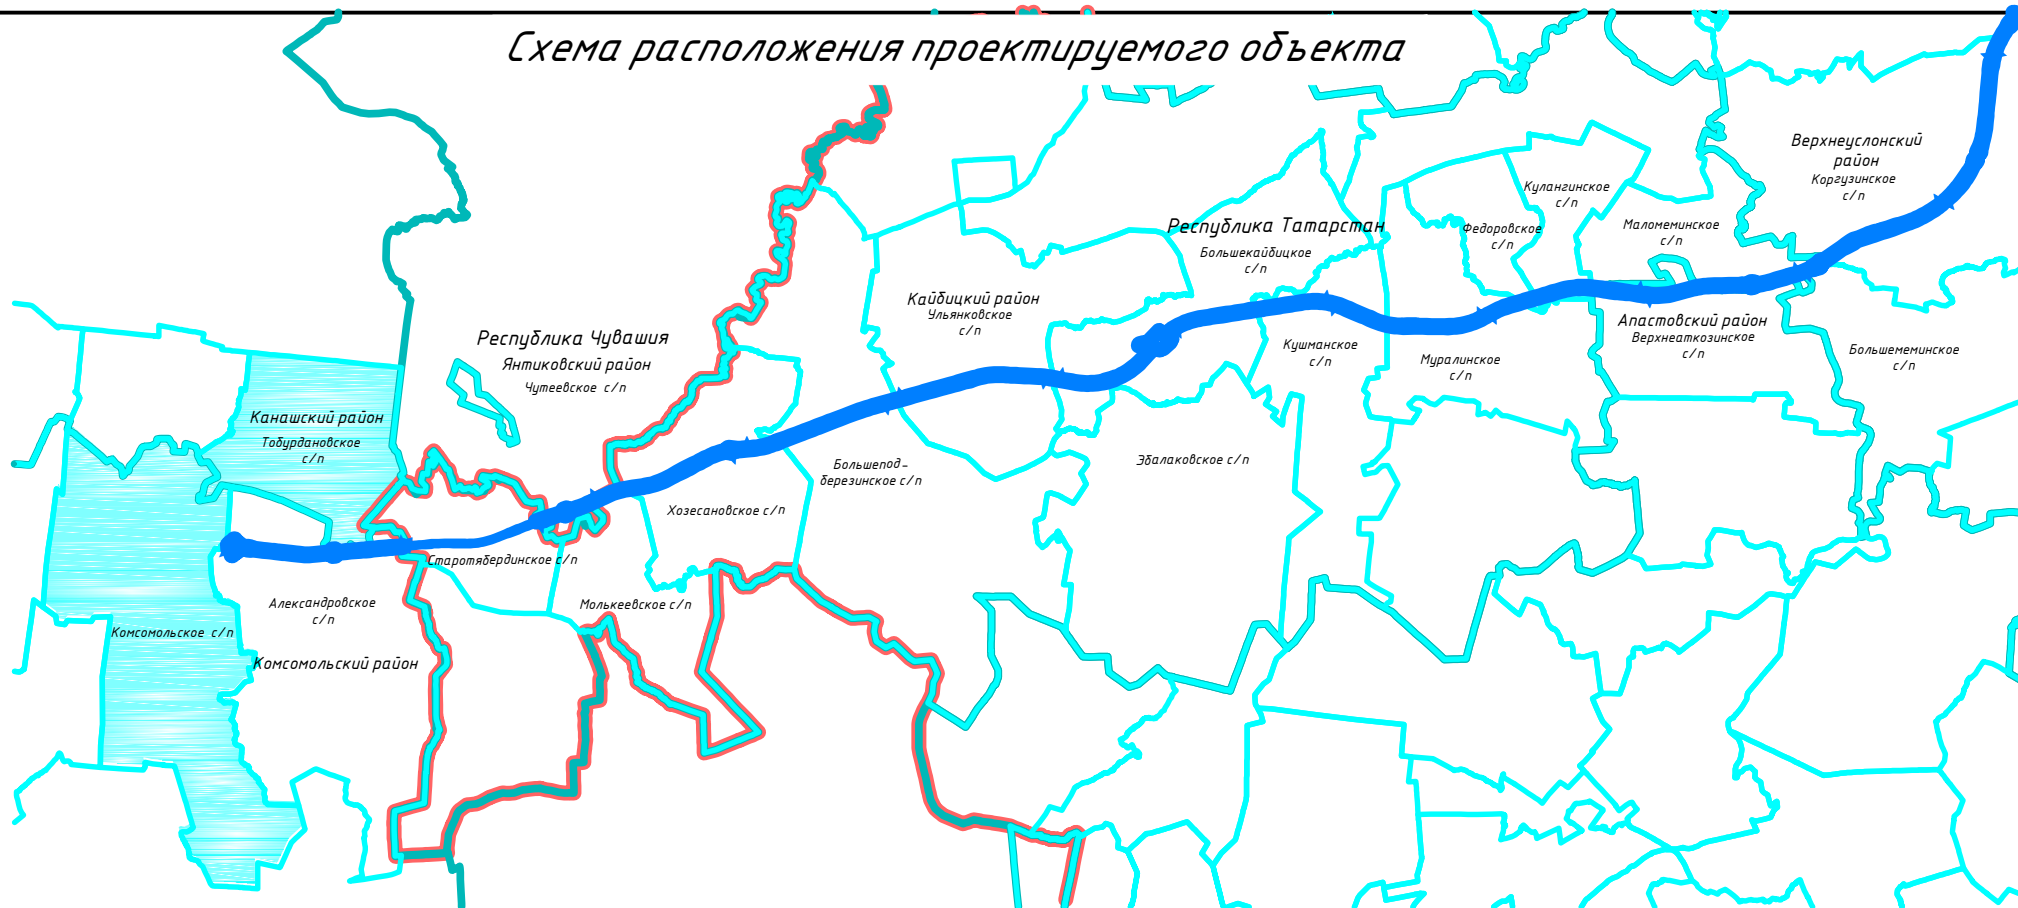 Схема расположения проектируемого объекта
Верхнеуслонский
район
Коргузинское
с/п
Кулангинское
с/п
Республика Татарстан
Большекайбицкое
с/п
Федоровское
с/п
Маломеминское
с/п
Кайбицкий район
Ульянковское
с/п
Республика Чувашия
Янтиковский район
Чутеевское с/п
Кушманское
с/п
Муралинское
с/п
Апастовский район
Верхнеаткозинское
с/п
Большемеминское
с/п
Канашский район
Тобурдановское
с/п
Большепод-
березинское с/п
Эбалаковское с/п
Хозесановское с/п
Старотябердинское с/п
Александровское
с/п
Молькеевское с/п
Комсомольское с/п
Комсомольский район